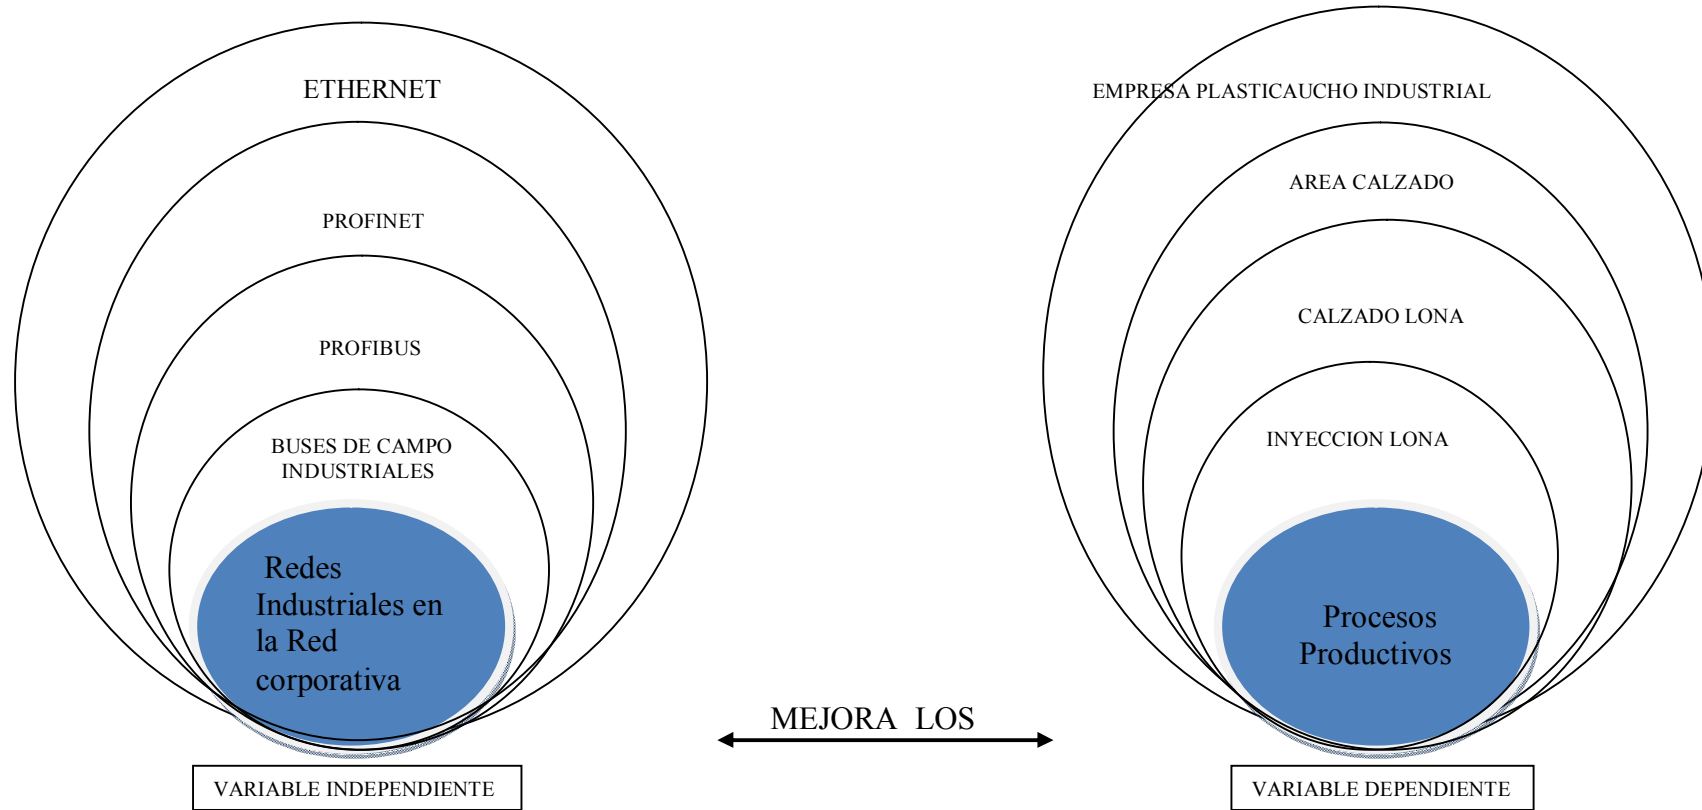 ETHERNET
PROFINET
PROFIBUS
BUSES DE CAMPO
INDUSTRIALES
Redes
Industriales en
la Red
corporativa
VARIABLE INDEPENDIENTE
MEJORA LOS
EMPRESA PLASTICAUCHO INDUSTRIAL
AREA CALZADO
CALZADO LONA
INYECCION LONA
Procesos
Productivos
VARIABLE DEPENDIENTE